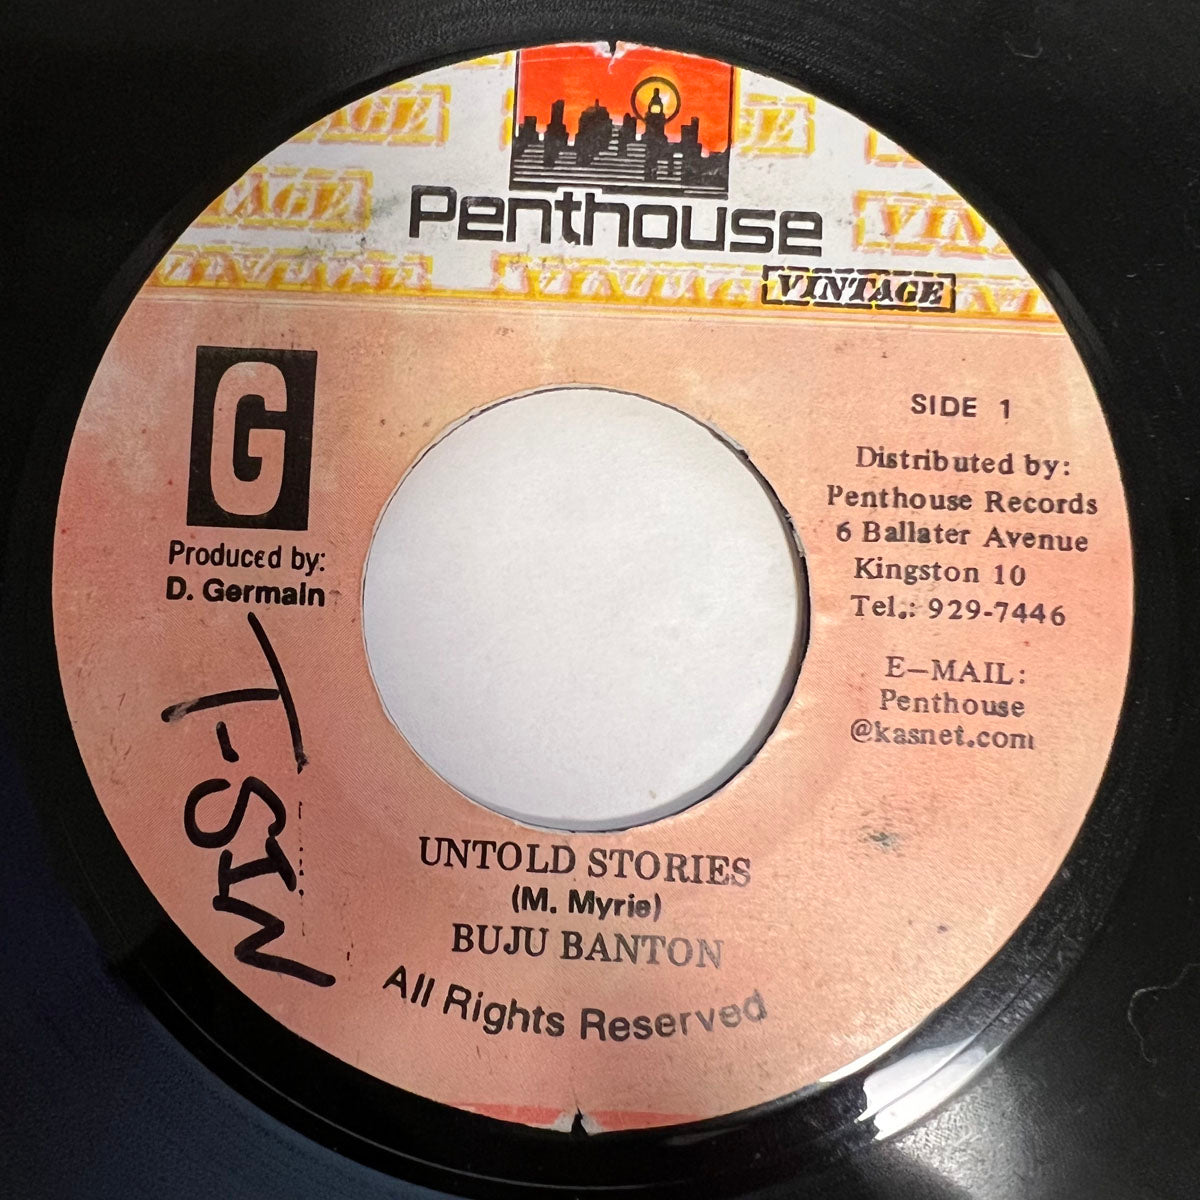 Penthouse
VINTAGE
G
Produced by:
D. Germain
SIDE 1
Distributed by:
Penthouse Records
6 Ballater Avenue
Kingston 10
Tel.: 929-7446
E-MAIL:
Penthouse
@kasnet.com
T-SIN
UNTOLD STORIES
(M. Myrie)
BUJU BANTON
All Rights Reserved